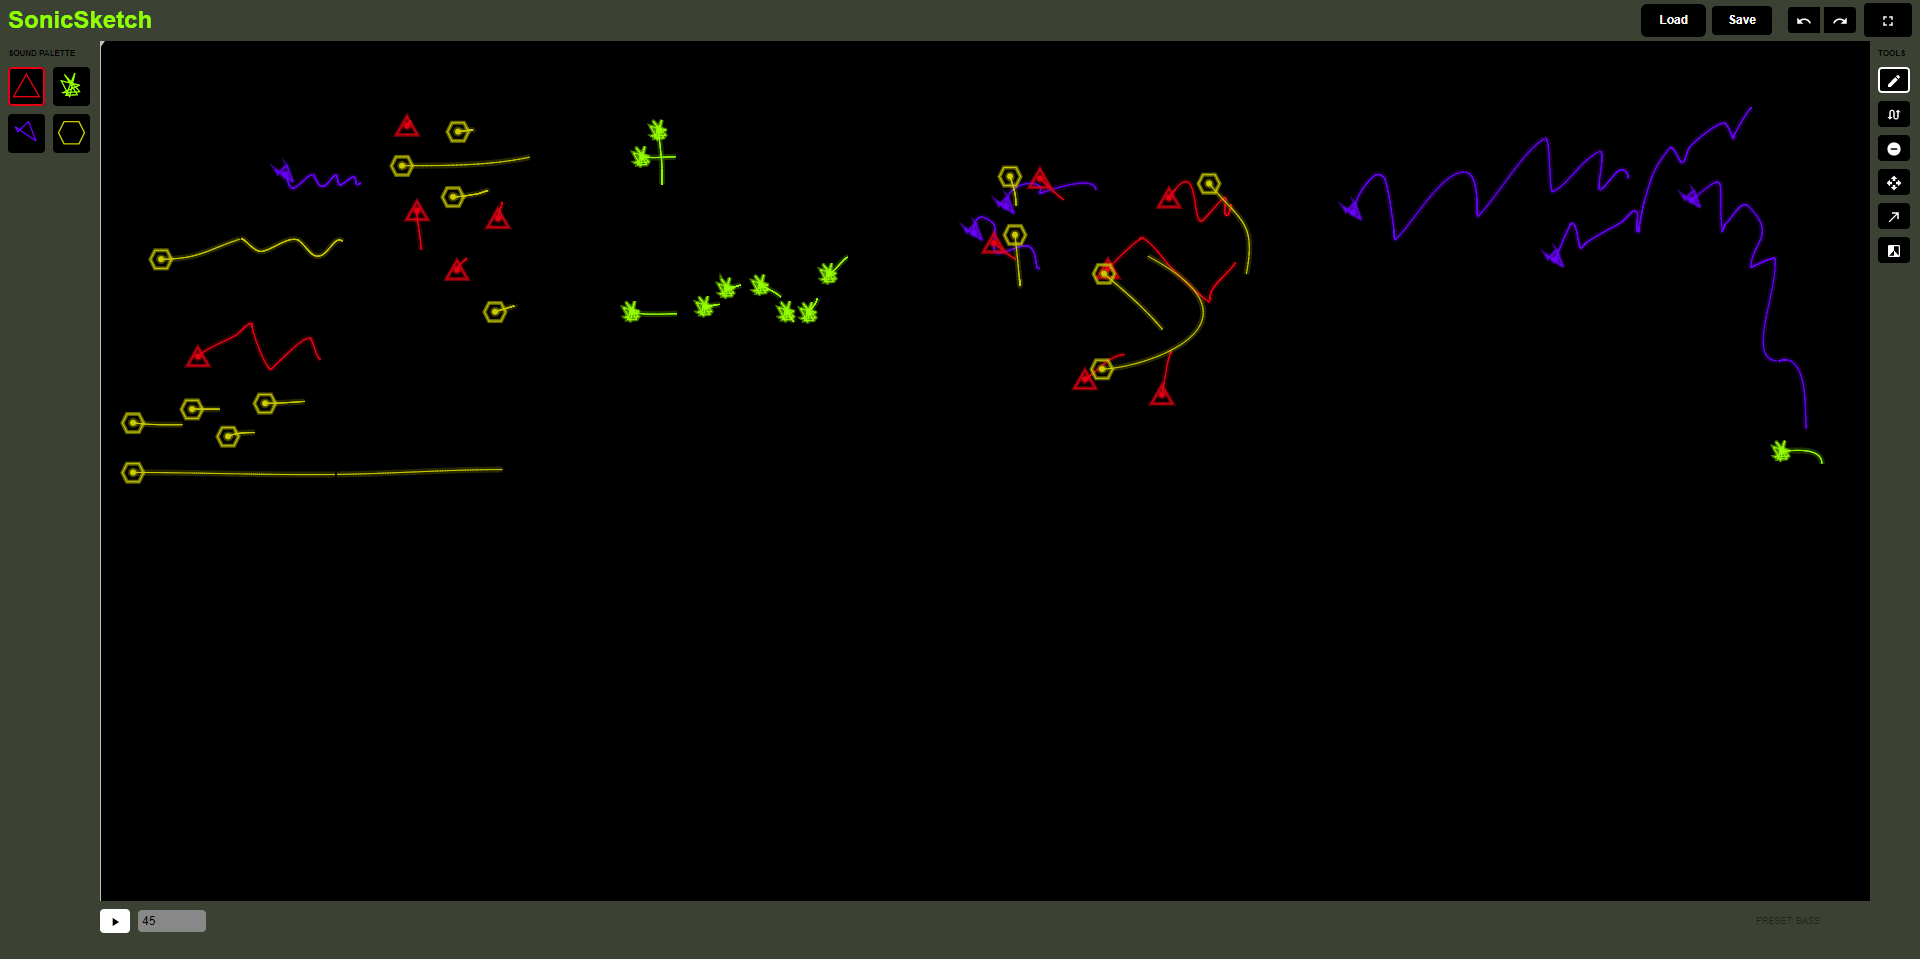 SonicSketch
Load
Save
SOUND PALETTE
TOOLS
45
PRESET: BASS